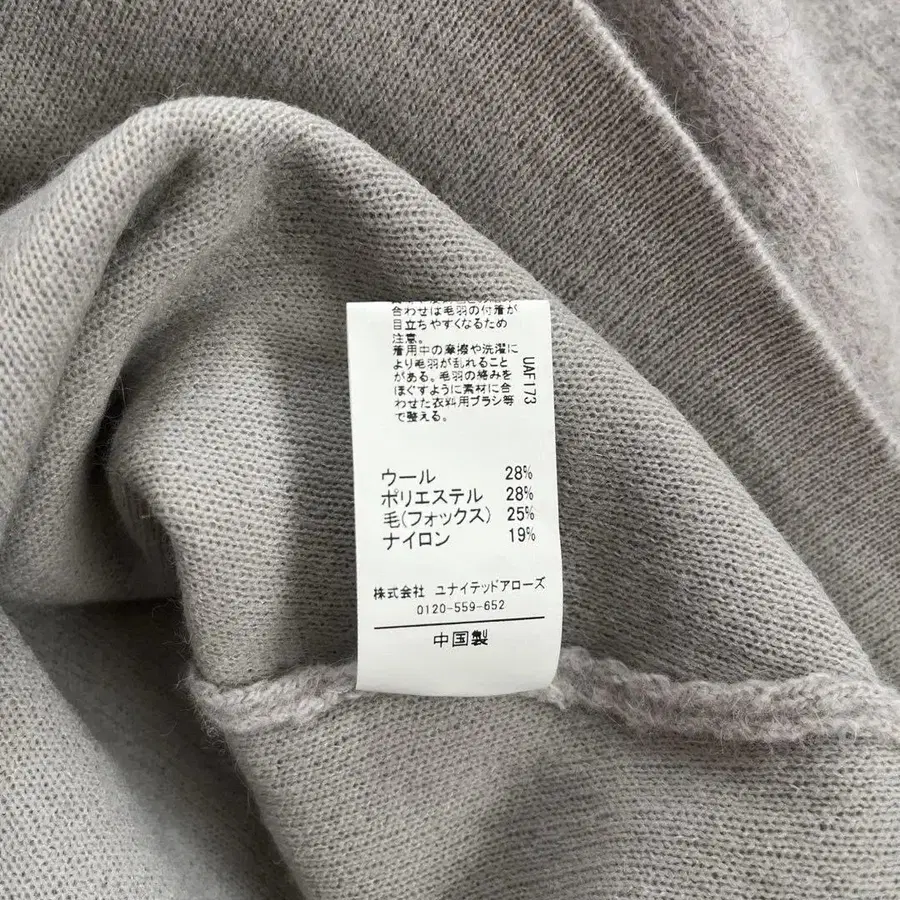 合わせは毛羽の付着が
目立ちやすくなるため
注意。
着用中の摩擦や洗濯に
より毛羽が乱れること
がある。毛羽の絡みを
ほぐすように素材に合
わせた衣料用ブラシ等
で整える。
UAF173
ウール 28%
ポリエステル 28%
毛(フォックス) 25%
ナイロン 19%
株式会社 ユナイテッドアローズ
0120-559-652
中国製